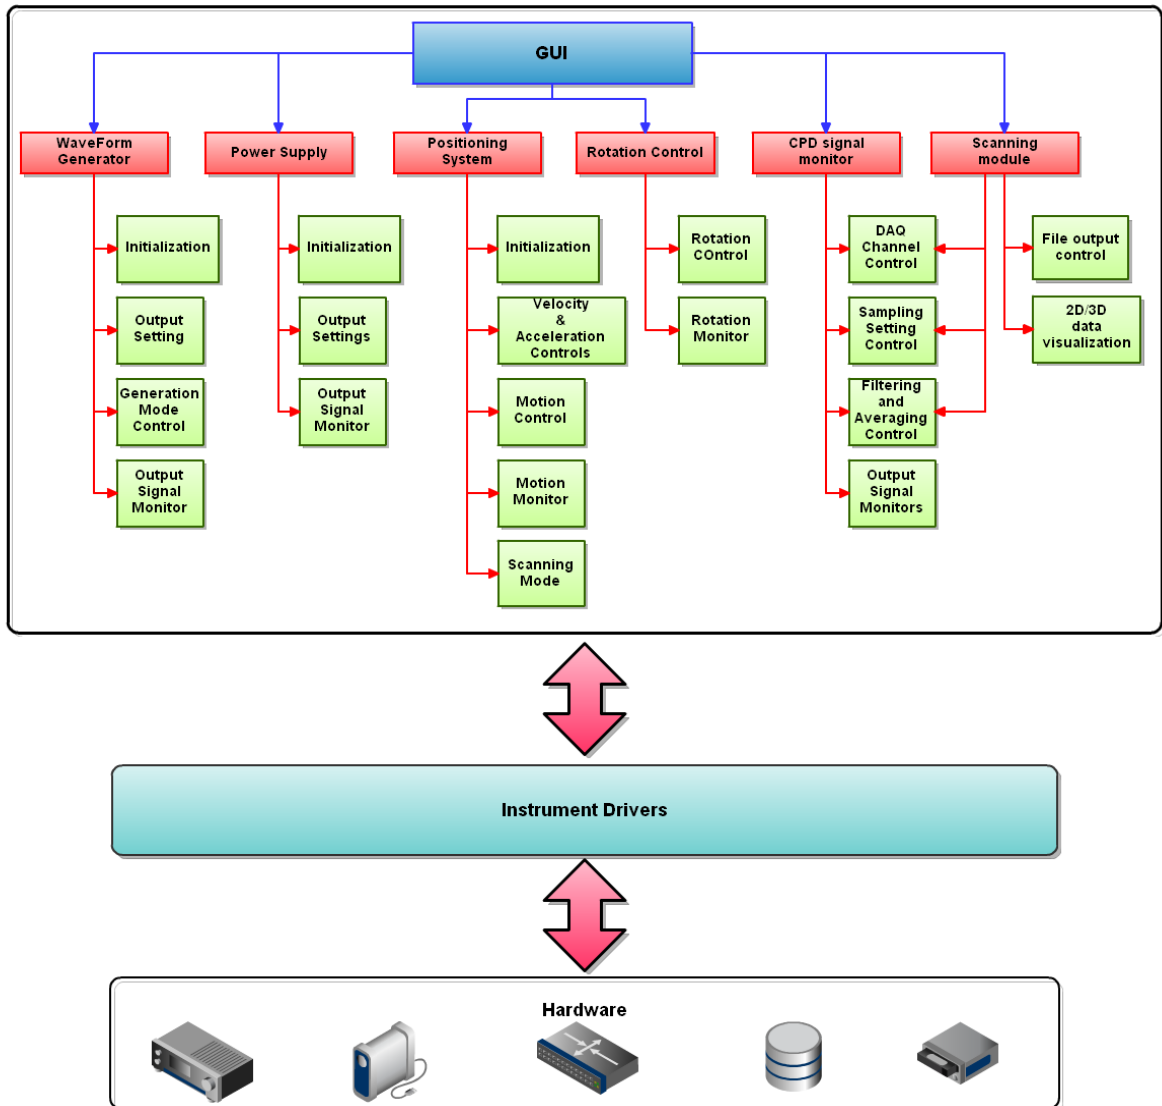 GUI
WaveForm
Generator
Power Supply
Positioning
System
Rotation Control
CPD signal
monitor
Scanning
module
Initialization
Output
Setting
Generation
Mode
Control
Output
Signal
Monitor
Initialization
Output
Settings
Output
Signal
Monitor
Initialization
Velocity
&
Acceleration
Controls
Motion
Control
Motion
Monitor
Scanning
Mode
Rotation
COntrol
Rotation
Monitor
DAQ
Channel
Control
Sampling
Setting
Control
Filtering
and
Averaging
Control
Output
Signal
Monitors
File output
control
2D/3D
data
visualization
Instrument Drivers
Hardware